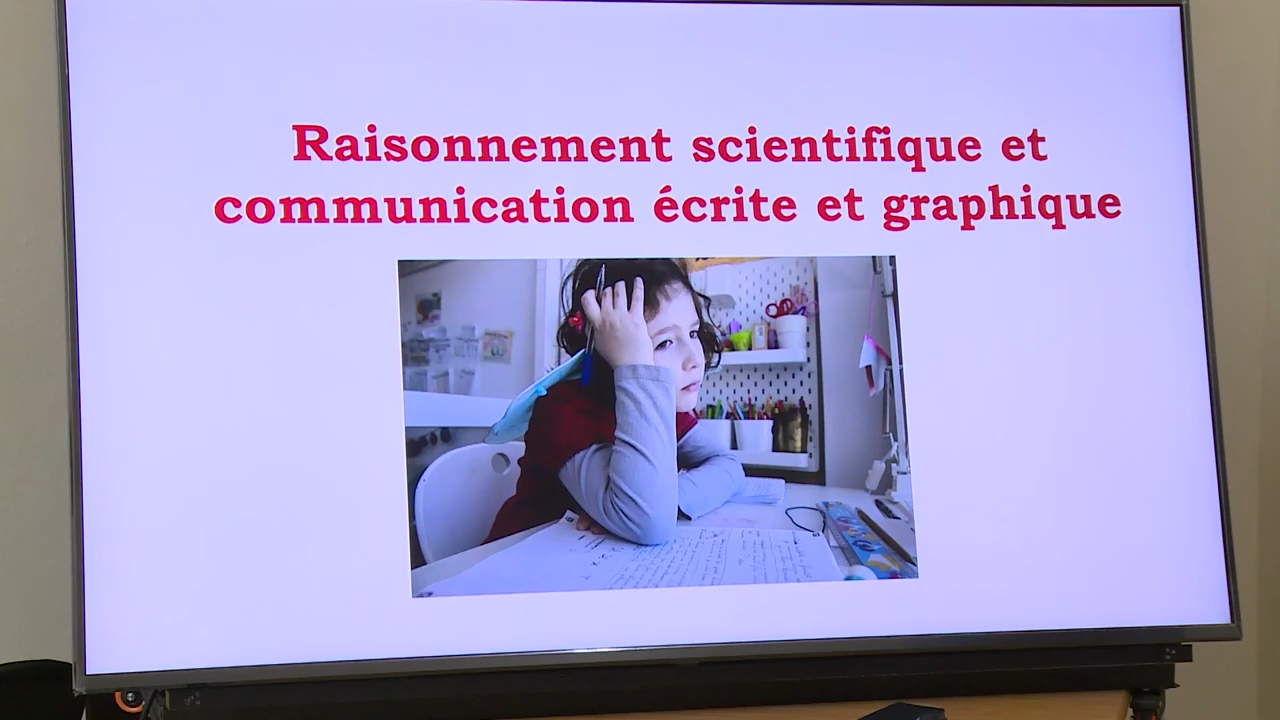 Raisonnement scientifique et
communication écrite et graphique